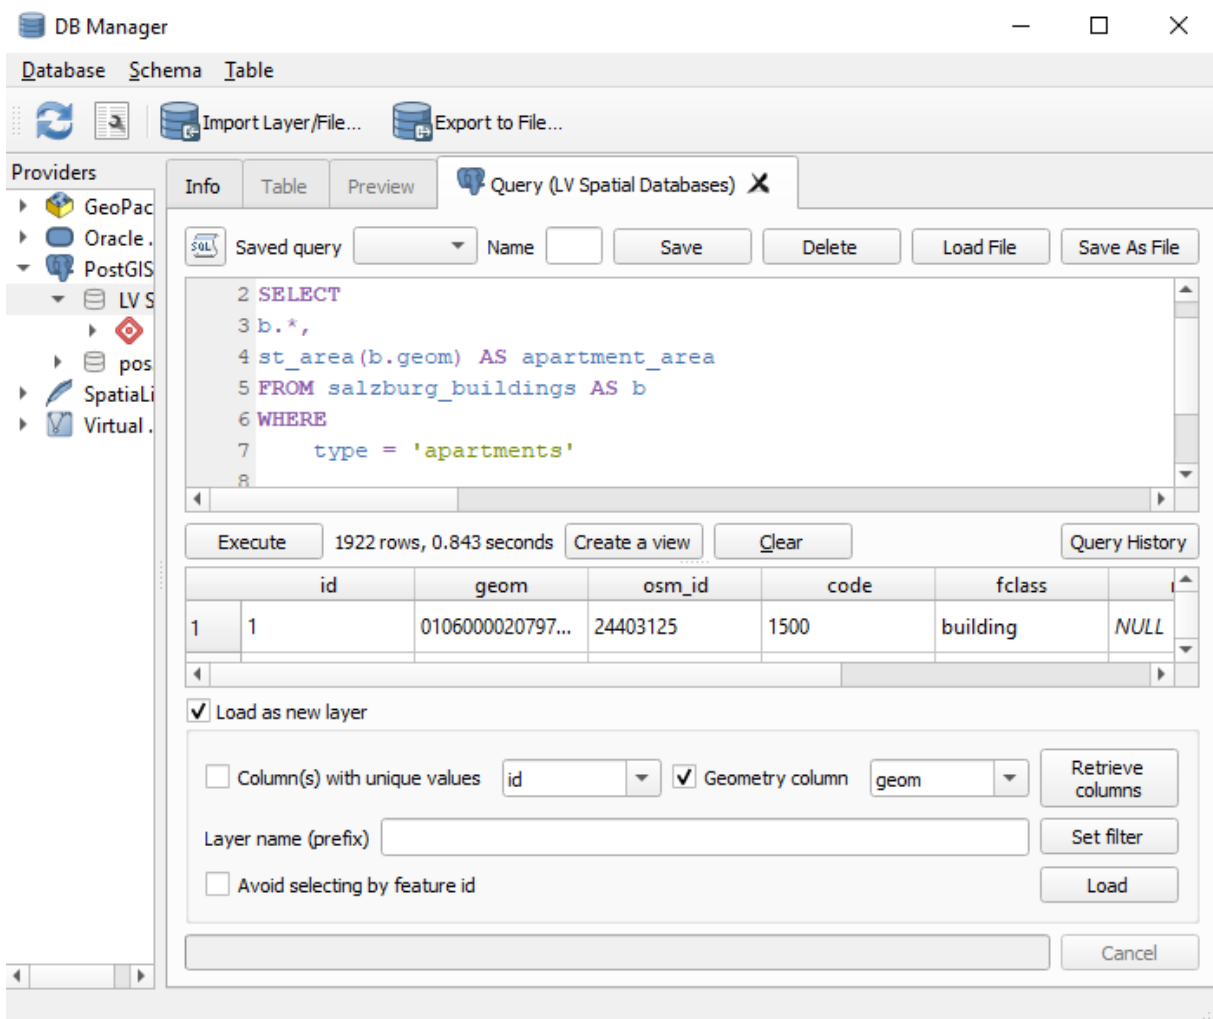 DB Manager
Database Schema Table
Import Layer/File... Export to File...
Providers
GeoPac
Oracle .
PostGIS
LV S
pos
SpatiaLi
Virtual .
Info Table Preview Query (LV Spatial Databases)
SQL Saved query Name Save Delete Load File Save As File
2 SELECT
3 b.*,
4 st_area(b.geom) AS apartment_area
5 FROM salzburg_buildings AS b
6 WHERE
7 type = 'apartments'
8
Execute 1922 rows, 0.843 seconds Create a view Clear Query History
id geom osm_id code fclass
1 1 0106000020797... 24403125 1500 building NULL
Load as new layer
Column(s) with unique values id Geometry column geom Retrieve columns
Layer name (prefix) Set filter
Avoid selecting by feature id Load
Cancel